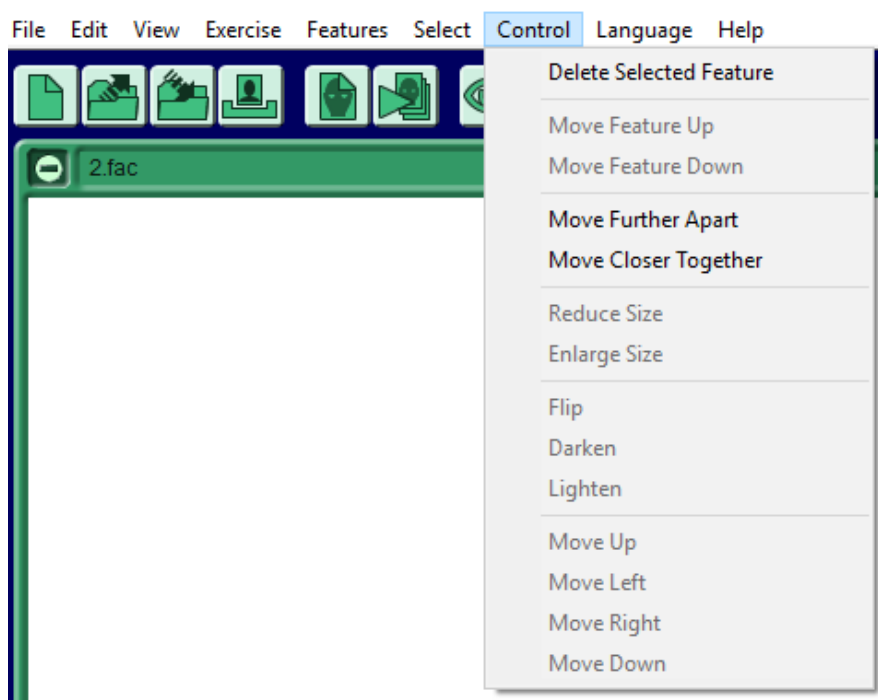 File Edit View Exercise Features Select Control Language Help
Delete Selected Feature
Move Feature Up
Move Feature Down
2.fac
Move Further Apart
Move Closer Together
Reduce Size
Enlarge Size
Flip
Darken
Lighten
Move Up
Move Left
Move Right
Move Down